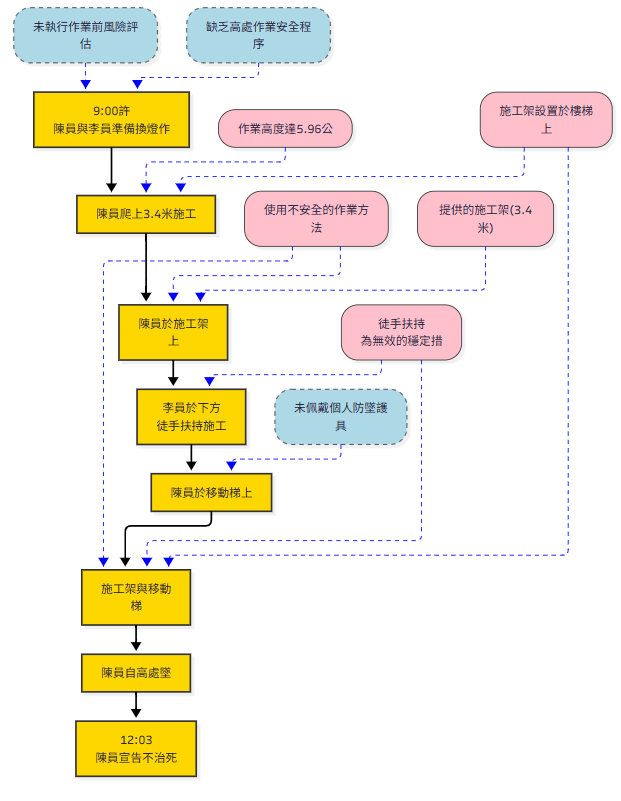 未執行作業前風險評
估
缺乏高處作業安全程
序
9:00許
陳員與李員準備換燈作
作業高度達5.96公
施工架設置於樓梯
上
陳員爬上3.4米施工
使用不安全的作業方
法
提供的施工架(3.4
米)
陳員於施工架
上
徒手扶持
為無效的穩定措
李員於下方
徒手扶持施工
未佩戴個人防墜護
具
陳員於移動梯上
施工架與移動
梯
陳員自高處墜
12:03
陳員宣告不治死